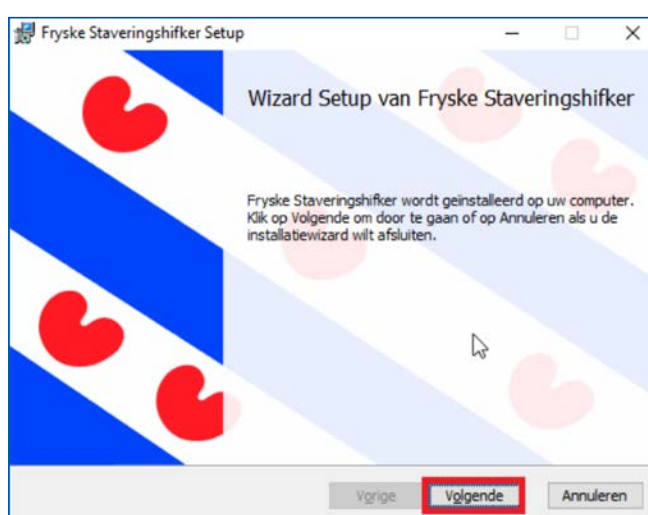 Fryske Staveringshifker Setup
Wizard Setup van Fryske Staveringshifker
Fryske Staveringshifker wordt geïnstalleerd op uw computer.
Klik op Volgende om door te gaan of op Annuleren als u de
installatiewizard wilt afsluiten.
Vorige Volgende Annuleren